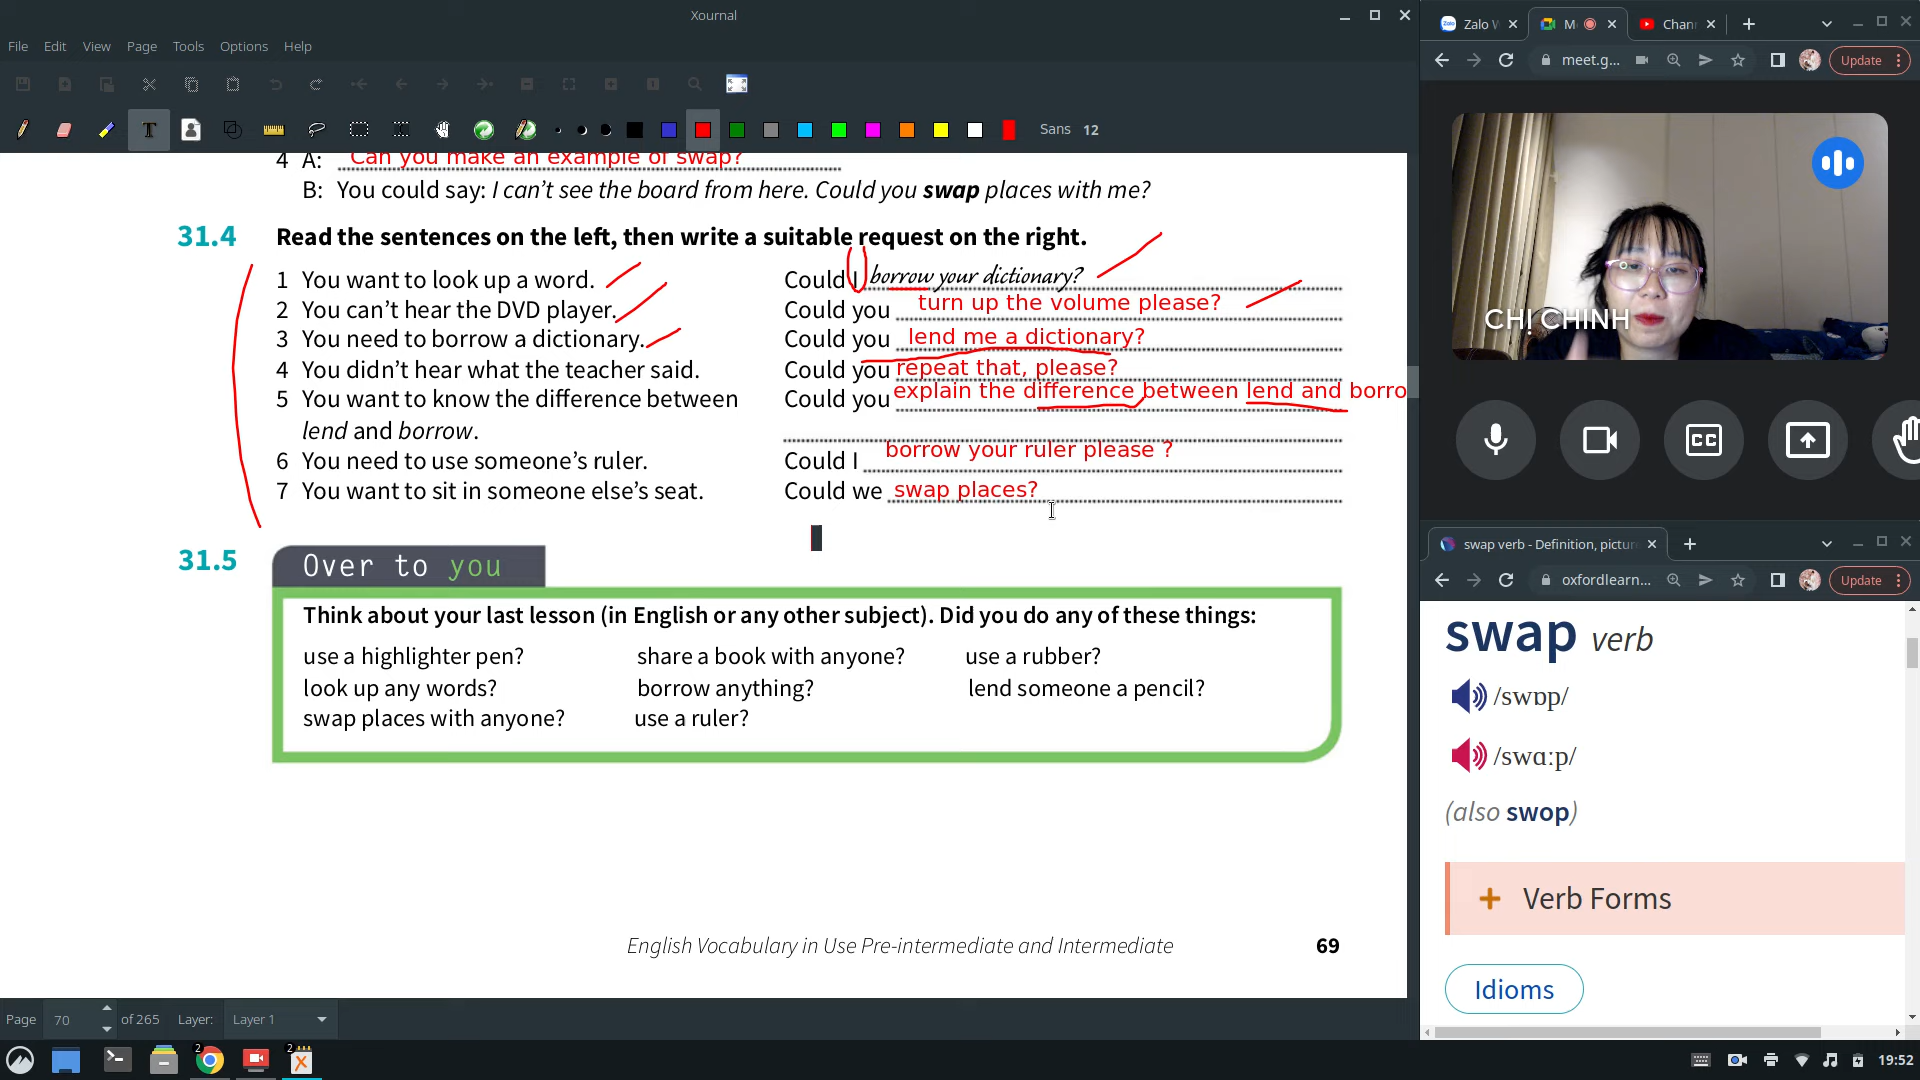 Xournal
File Edit View Page Tools Options Help
Sans 12
4 A: Can you make an example of swap?
B: You could say: I can't see the board from here. Could you swap places with me?
31.4 Read the sentences on the left, then write a suitable request on the right.
1 You want to look up a word. Could I borrow your dictionary?
2 You can't hear the DVD player. Could you turn up the volume please?
3 You need to borrow a dictionary. Could you lend me a dictionary?
4 You didn't hear what the teacher said. Could you repeat that, please?
5 You want to know the difference between Could you explain the difference between lend and borro
lend and borrow.
6 You need to use someone's ruler. Could I borrow your ruler please ?
7 You want to sit in someone else's seat. Could we swap places?
31.5 Over to you
Think about your last lesson (in English or any other subject). Did you do any of these things:
use a highlighter pen? share a book with anyone? use a rubber?
look up any words? borrow anything? lend someone a pencil?
swap places with anyone? use a ruler?
English Vocabulary in Use Pre-intermediate and Intermediate 69
Page 70 of 265 Layer: Layer 1
Zalo W M Chan
meet.g... Update
CHỊ CHINH
CC
swap verb - Definition, pictur
oxfordlearn... Update
swap verb
/swɒp/
/swɑːp/
(also swop)
+ Verb Forms
Idioms
2 2 19:52